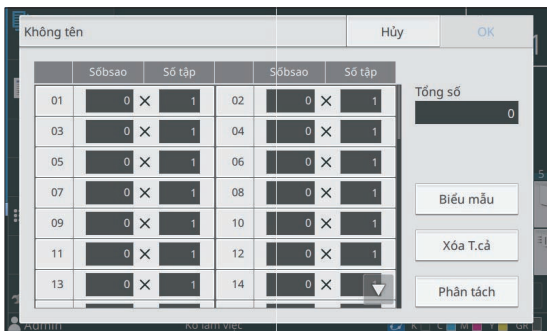 Không tên
Hủy
OK
Sốbsao Số tập Sốbsao Số tập
Tổng số
0
01 0 × 1 02 0 × 1
03 0 × 1 04 0 × 1
05 0 × 1 06 0 × 1
07 0 × 1 08 0 × 1
09 0 × 1 10 0 × 1
11 0 × 1 12 0 × 1
13 0 × 1 14 0 × 1
Biểu mẫu
Xóa T.cả
Phân tách
Admin
K C M Y GR